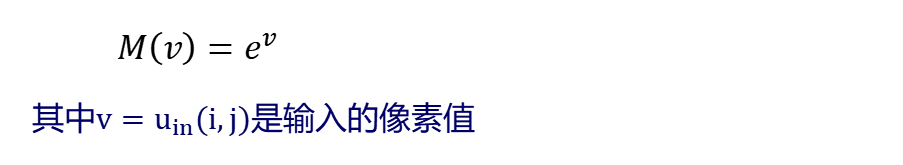 M(v) = e^v
其中v = u_in(i,j)是输入的像素值